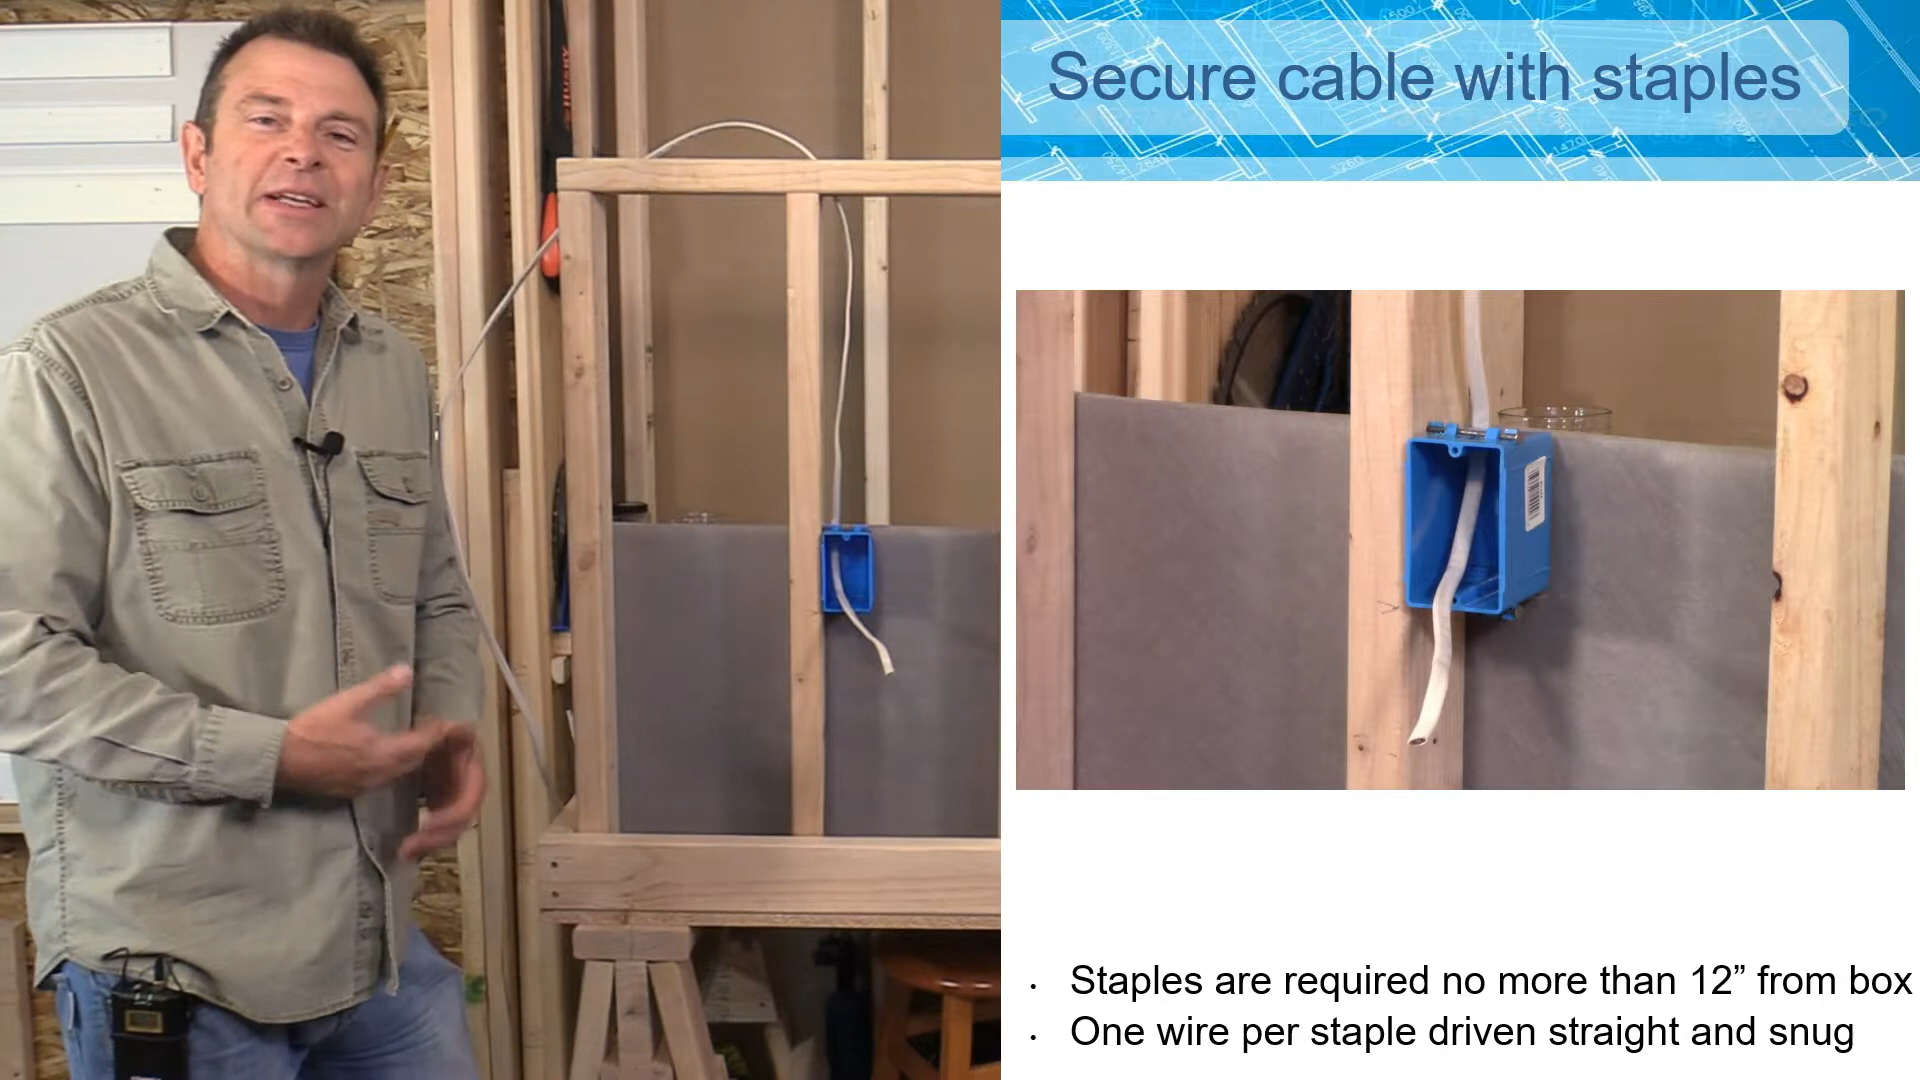 Secure cable with staples
HUSKY
• Staples are required no more than 12” from box
• One wire per staple driven straight and snug